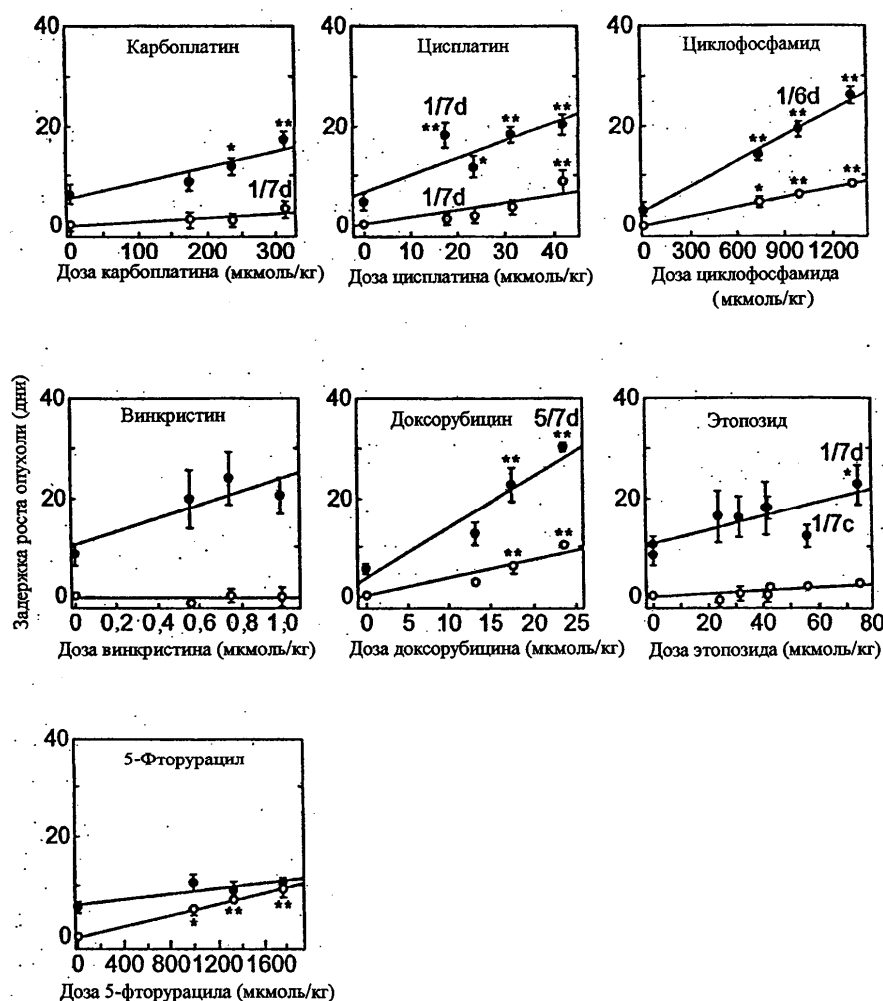 40
Карбоплатин
20
*
**
1/7d
0
0 100 200 300
Доза карбоплатина (мкмоль/кг)
40
Цисплатин
1/7d
**
**
**
20
*
1/7d
**
0
0 10 20 30 40
Доза цисплатина (мкмоль/кг)
40
Циклофосфамид
1/6d
**
**
**
20
*
**
**
0
0 300 600 900 1200
Доза циклофосфамида
(мкмоль/кг)
Задержка роста опухоли (дни)
40
Винкристин
20
0
0 0,2 0,4 0,6 0,8 1,0
Доза винкристина (мкмоль/кг)
40
Доксорубицин
5/7d
**
**
20
**
**
0
0 5 10 15 20 25
Доза доксорубицина (мкмоль/кг)
40
Этопозид
1/7d
*
20
1/7c
0
0 20 40 60 80
Доза этопозида (мкмоль/кг)
40
5-Фторурацил
20
*
**
**
0
0 400 800 1200 1600
Доза 5-фторурацила (мкмоль/кг)